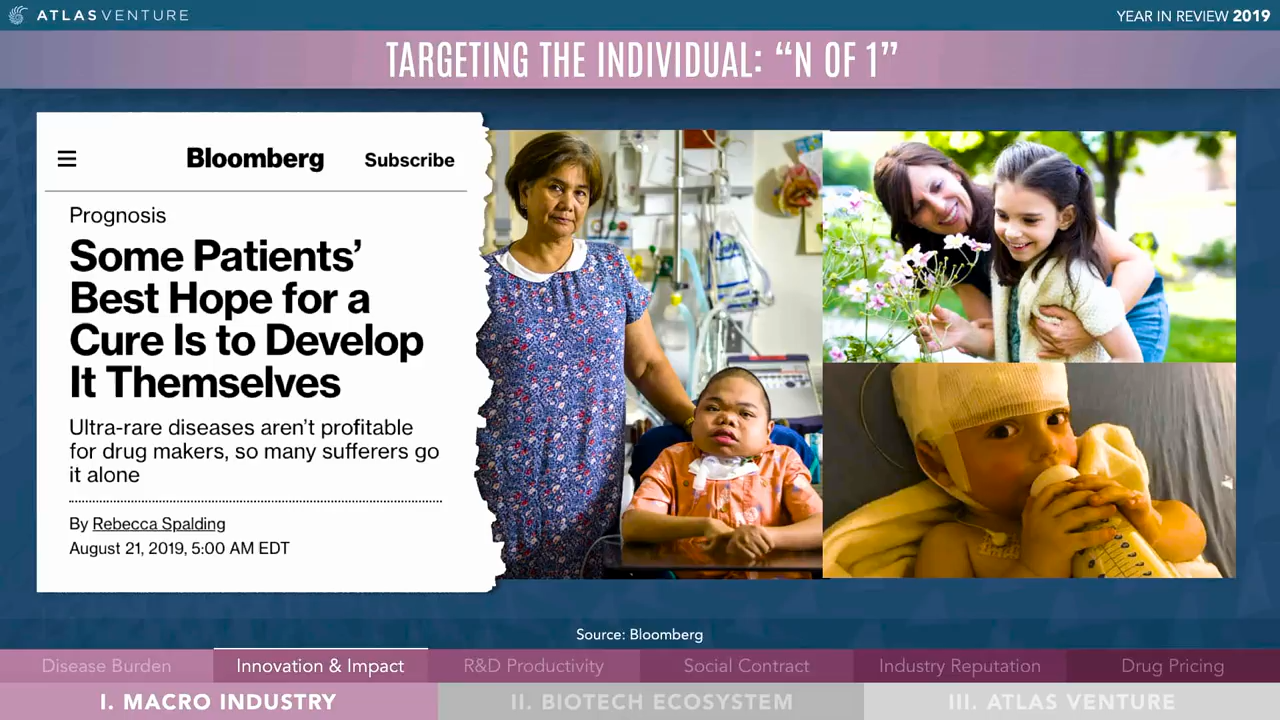 ATLAS VENTURE
YEAR IN REVIEW 2019
TARGETING THE INDIVIDUAL: “N OF 1”
Bloomberg
Subscribe
Prognosis
Some Patients’
Best Hope for a
Cure Is to Develop
It Themselves
Ultra-rare diseases aren’t profitable
for drug makers, so many sufferers go
it alone
By Rebecca Spalding
August 21, 2019, 5:00 AM EDT
Source: Bloomberg
Disease Burden
Innovation & Impact
R&D Productivity
Social Contract
Industry Reputation
Drug Pricing
I. MACRO INDUSTRY
II. BIOTECH ECOSYSTEM
III. ATLAS VENTURE